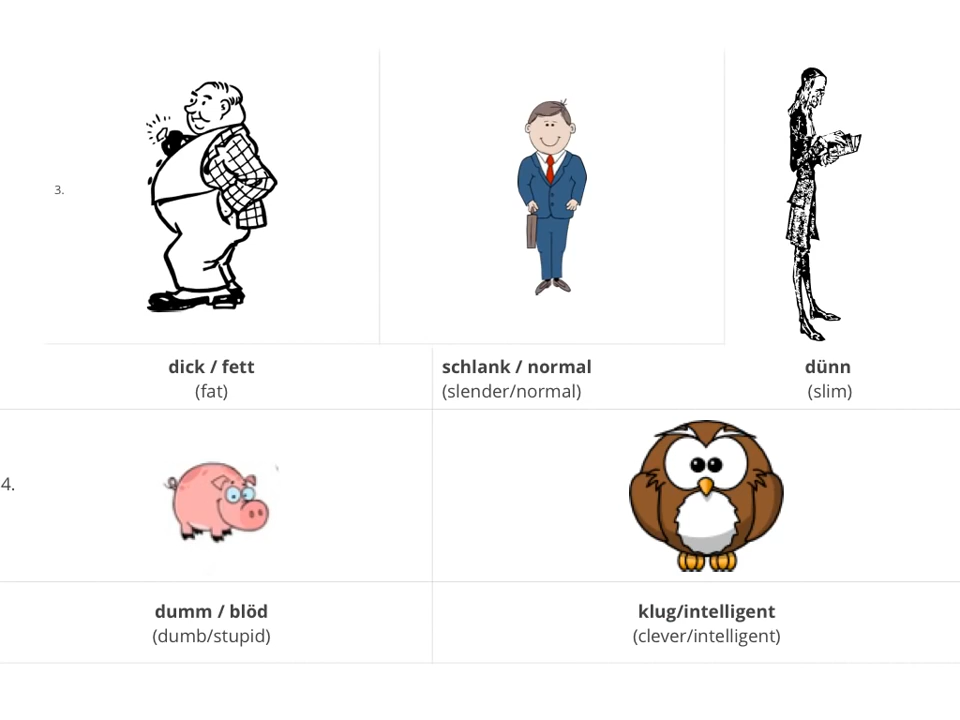 3.
dick / fett
(fat)
schlank / normal
(slender/normal)
dünn
(slim)
4.
dumm / blöd
(dumb/stupid)
klug/intelligent
(clever/intelligent)